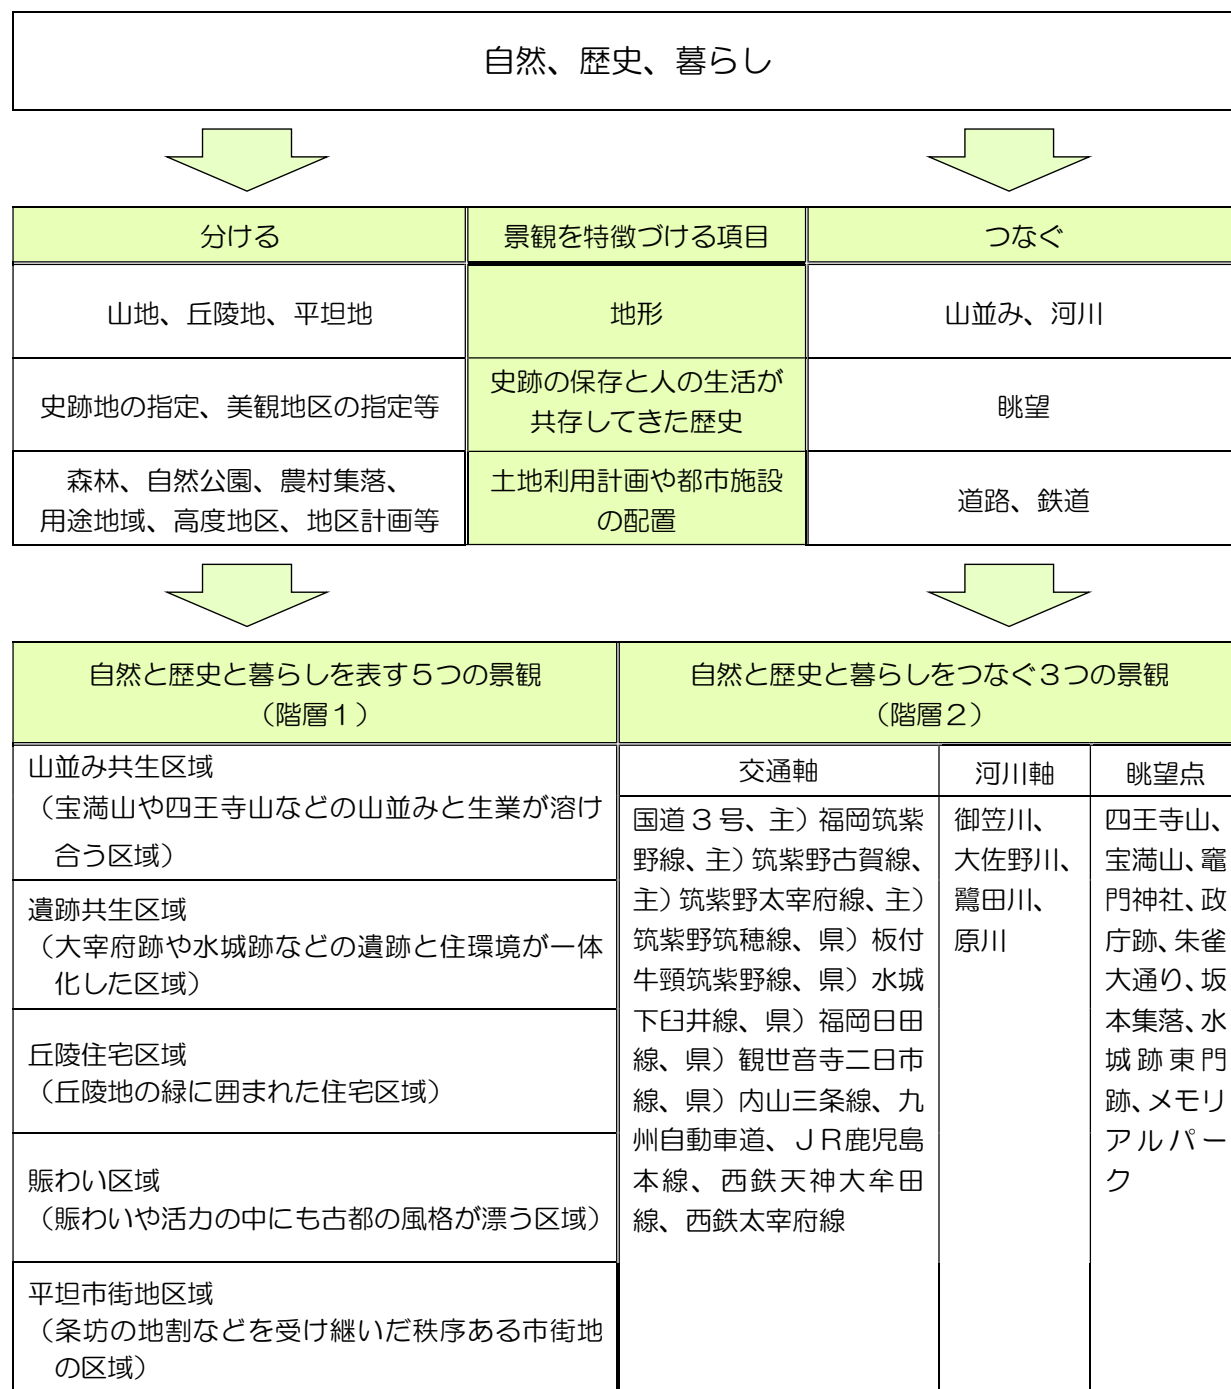 自然、歴史、暮らし
分ける
景観を特徴づける項目
つなぐ
山地、丘陵地、平坦地
地形
山並み、河川
史跡地の指定、美観地区の指定等
史跡の保存と人の生活が
共存してきた歴史
眺望
森林、自然公園、農村集落、
用途地域、高度地区、地区計画等
土地利用計画や都市施設
の配置
道路、鉄道
自然と歴史と暮らしを表す５つの景観
（階層１）
自然と歴史と暮らしをつなぐ３つの景観
（階層２）
山並み共生区域
（宝満山や四王寺山などの山並みと生業が溶け
合う区域）
遺跡共生区域
（大宰府跡や水城跡などの遺跡と住環境が一体
化した区域）
丘陵住宅区域
（丘陵地の緑に囲まれた住宅区域）
賑わい区域
（賑わいや活力の中にも古都の風格が漂う区域）
平坦市街地区域
（条坊の地割などを受け継いだ秩序ある市街地
の区域）
交通軸
国道３号、主）福岡筑紫
野線、主）筑紫野古賀線、
主）筑紫野太宰府線、主）
筑紫野筑穂線、県）板付
牛頸筑紫野線、県）水城
下臼井線、県）福岡日田
線、県）観世音寺二日市
線、県）内山三条線、九
州自動車道、ＪＲ鹿児島
本線、西鉄天神大牟田
線、西鉄太宰府線
河川軸
御笠川、
大佐野川、
鷺田川、
原川
眺望点
四王寺山、
宝満山、竈
門神社、政
庁跡、朱雀
大通り、坂
本集落、水
城跡東門
跡、メモリ
アルパー
ク